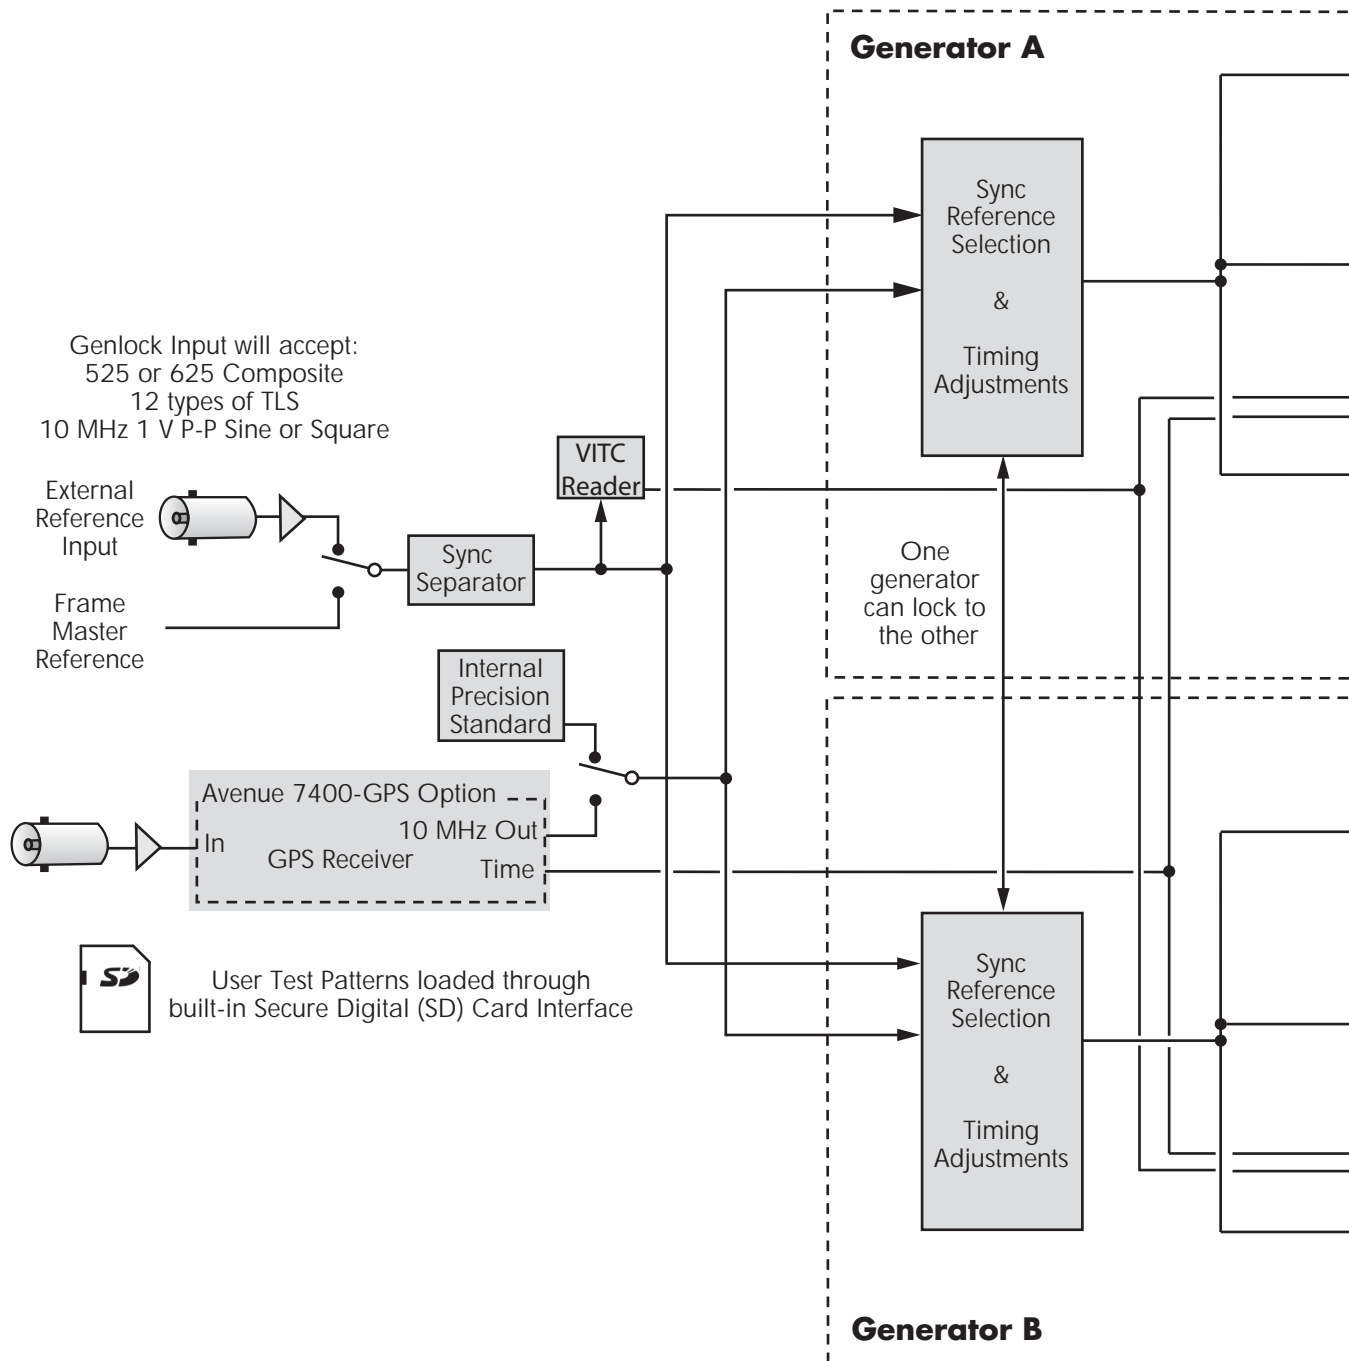 Generator A
Sync
Reference
Selection
&
Timing
Adjustments
Genlock Input will accept:
525 or 625 Composite
12 types of TLS
10 MHz 1 V P-P Sine or Square
VITC
Reader
External
Reference
Input
Sync
Separator
One
generator
can lock to
the other
Frame
Master
Reference
Internal
Precision
Standard
Avenue 7400-GPS Option
In
10 MHz Out
GPS Receiver
Time
SD
User Test Patterns loaded through
built-in Secure Digital (SD) Card Interface
Sync
Reference
Selection
&
Timing
Adjustments
Generator B